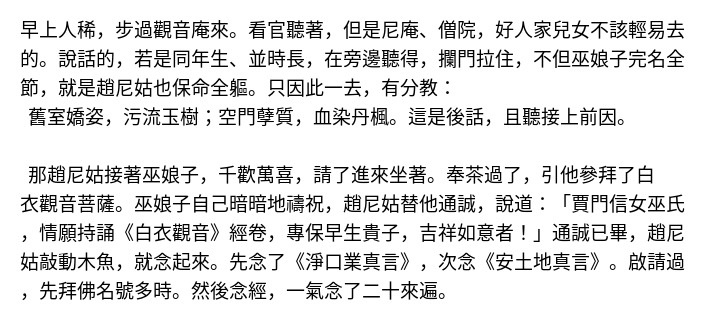 早上人稀，步過觀音庵來。看官聽著，但是尼庵、僧院，好人家兒女不該輕易去
的。說話的，若是同年生、並時長，在旁邊聽得，攔門拉住，不但巫娘子完名全
節，就是趙尼姑也保命全軀。只因此一去，有分教：
舊室嬌姿，污流玉樹；空門孽質，血染丹楓。這是後話，且聽接上前因。
那趙尼姑接著巫娘子，千歡萬喜，請了進來坐著。奉茶過了，引他參拜了白
衣觀音菩薩。巫娘子自己暗暗地禱祝，趙尼姑替他通誠，說道：「賈門信女巫氏
，情願持誦《白衣觀音》經卷，專保早生貴子，吉祥如意者！」通誠已畢，趙尼
姑敲動木魚，就念起來。先念了《淨口業真言》，次念《安土地真言》。啟請過
，先拜佛名號多時。然後念經，一氣念了二十來遍。